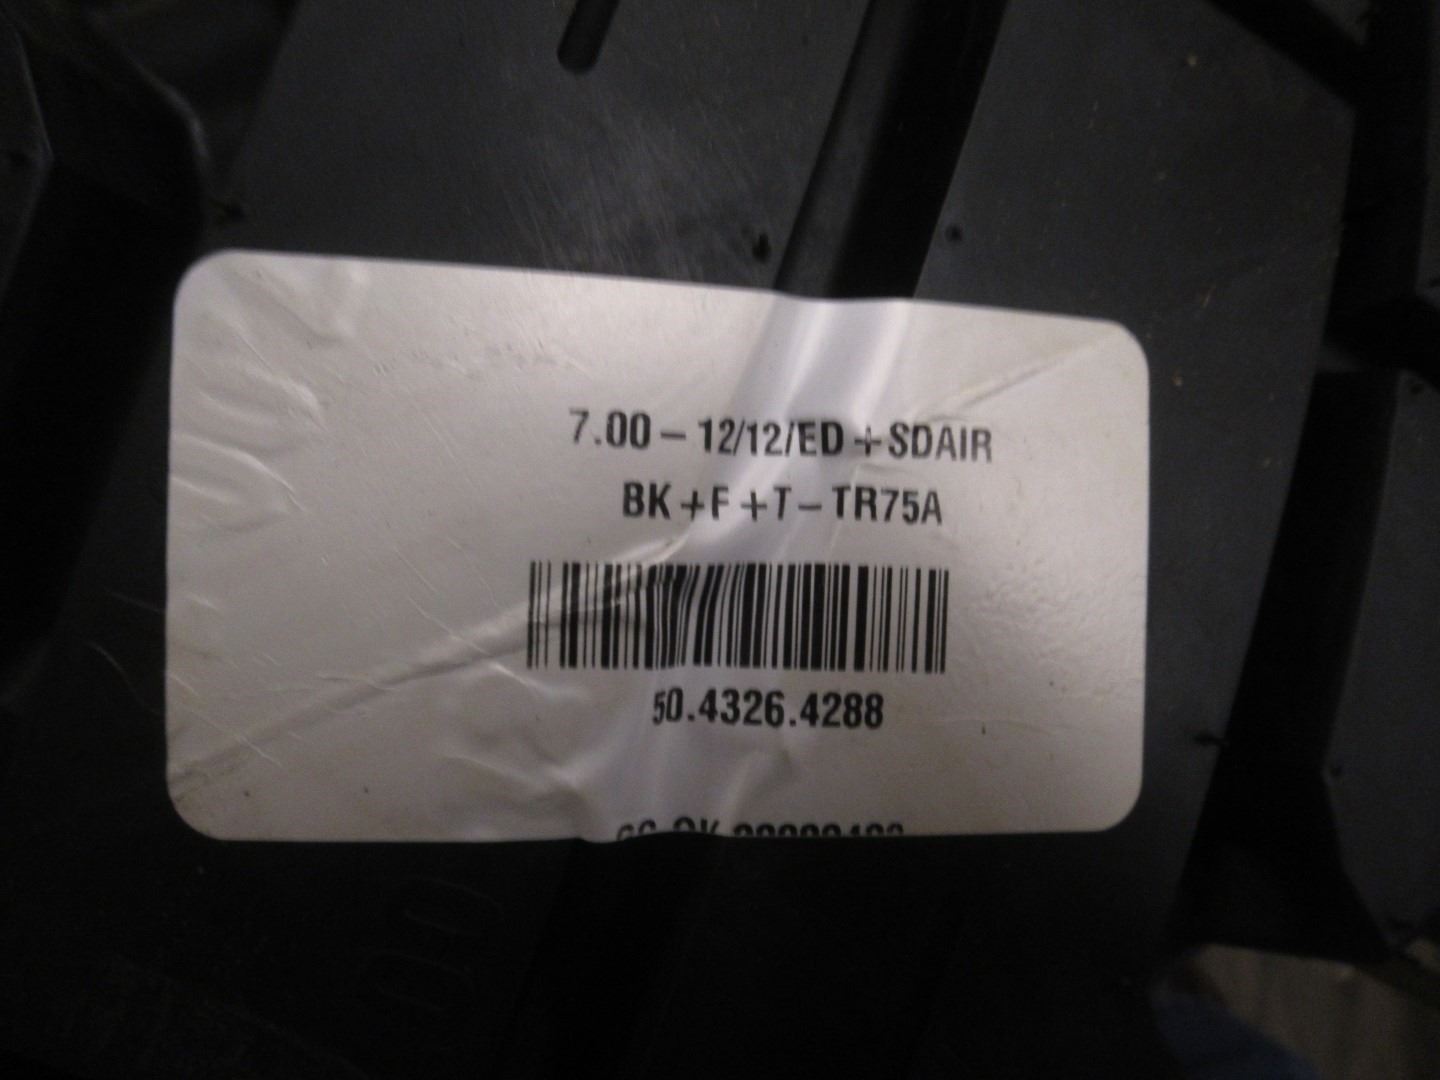 7.00 – 12/12/ED + SDAIR
BK + F + T – TR75A
50.4326.4288